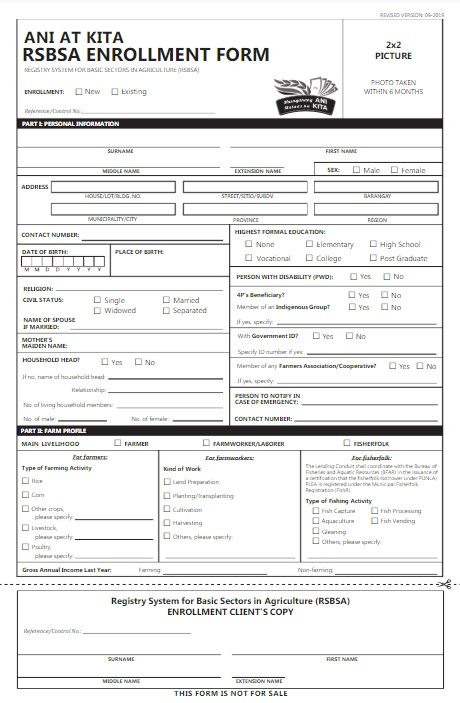 REVISED VERSION: 09-2019
ANI AT KITA
RSBSA ENROLLMENT FORM
REGISTRY SYSTEM FOR BASIC SECTORS IN AGRICULTURE (RSBSA)
2x2
PICTURE
PHOTO TAKEN
WITHIN 6 MONTHS
ENROLLMENT: New Existing
Reference/Control No.:
ANI
KITA
PART I: PERSONAL INFORMATION
SURNAME FIRST NAME
MIDDLE NAME EXTENSION NAME SEX: Male Female
ADDRESS
HOUSE/LOT/BLDG. NO. STREET/SITIO/SUBDV. BARANGAY
MUNICIPALITY/CITY PROVINCE REGION
CONTACT NUMBER:
DATE OF BIRTH: PLACE OF BIRTH:
M M D D Y Y Y Y
RELIGION:
CIVIL STATUS: Single Married
Widowed Separated
NAME OF SPOUSE
IF MARRIED:
MOTHER'S
MAIDEN NAME:
HOUSEHOLD HEAD? Yes No
If no, name of household head:
Relationship:
No. of living household members:
No. of male: No. of female:
HIGHEST FORMAL EDUCATION:
None Elementary High School
Vocational College Post Graduate
PERSON WITH DISABILITY (PWD): Yes No
4P's Beneficiary? Yes No
Member of an Indigenous Group? Yes No
If yes, specify:
With Government ID? Yes No
Specify ID number if yes:
Member of any Farmers Association/Cooperative? Yes No
If yes, specify:
PERSON TO NOTIFY IN
CASE OF EMERGENCY:
CONTACT NUMBER:
PART II: FARM PROFILE
MAIN LIVELIHOOD FARMER FARMWORKER/LABORER FISHERFOLK
For farmers:
Type of Farming Activity
Rice
Corn
Other crops,
please specify:
Livestock,
please specify:
Poultry,
please specify:
For farmworkers:
Kind of Work
Land Preparation
Planting/Transplanting
Cultivation
Harvesting
Others, please specify:
For fisherfolk:
The Lending Conduit shall coordinate with the Bureau of
Fisheries and Aquatic Resources (BFAR) in the issuance of
a certification that the fisherfolk-borrower under PUNLA/
PLEA is registered under the Municipal Fisherfolk
Registration (FishR).
Type of Fishing Activity
Fish Capture Fish Processing
Aquaculture Fish Vending
Gleaning
Others, please specify:
Gross Annual Income Last Year: Farming: Non-farming:
Registry System for Basic Sectors in Agriculture (RSBSA)
ENROLLMENT CLIENT'S COPY
Reference/Control No.:
SURNAME FIRST NAME
MIDDLE NAME EXTENSION NAME
THIS FORM IS NOT FOR SALE